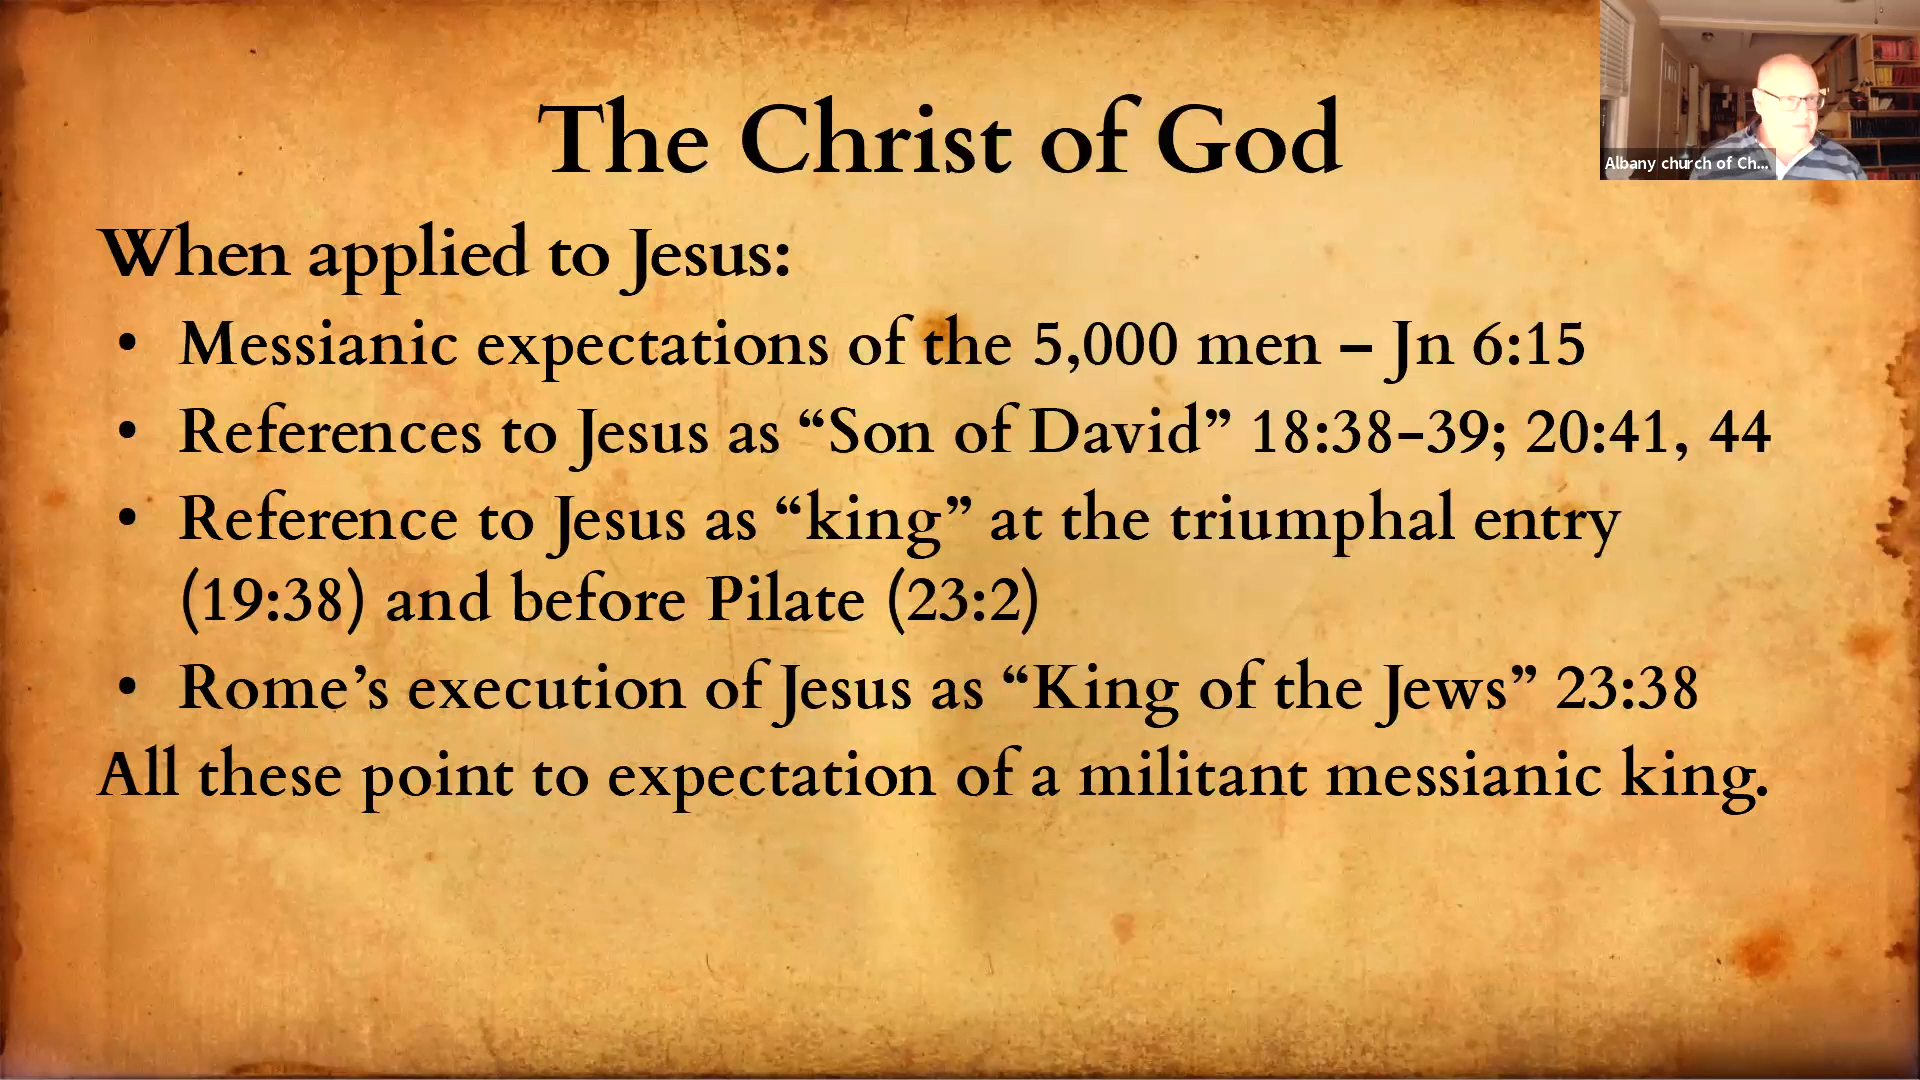 The Christ of God
Albany church of Ch...
When applied to Jesus:
• Messianic expectations of the 5,000 men – Jn 6:15
• References to Jesus as “Son of David” 18:38-39; 20:41, 44
• Reference to Jesus as “king” at the triumphal entry
(19:38) and before Pilate (23:2)
• Rome’s execution of Jesus as “King of the Jews” 23:38
All these point to expectation of a militant messianic king.